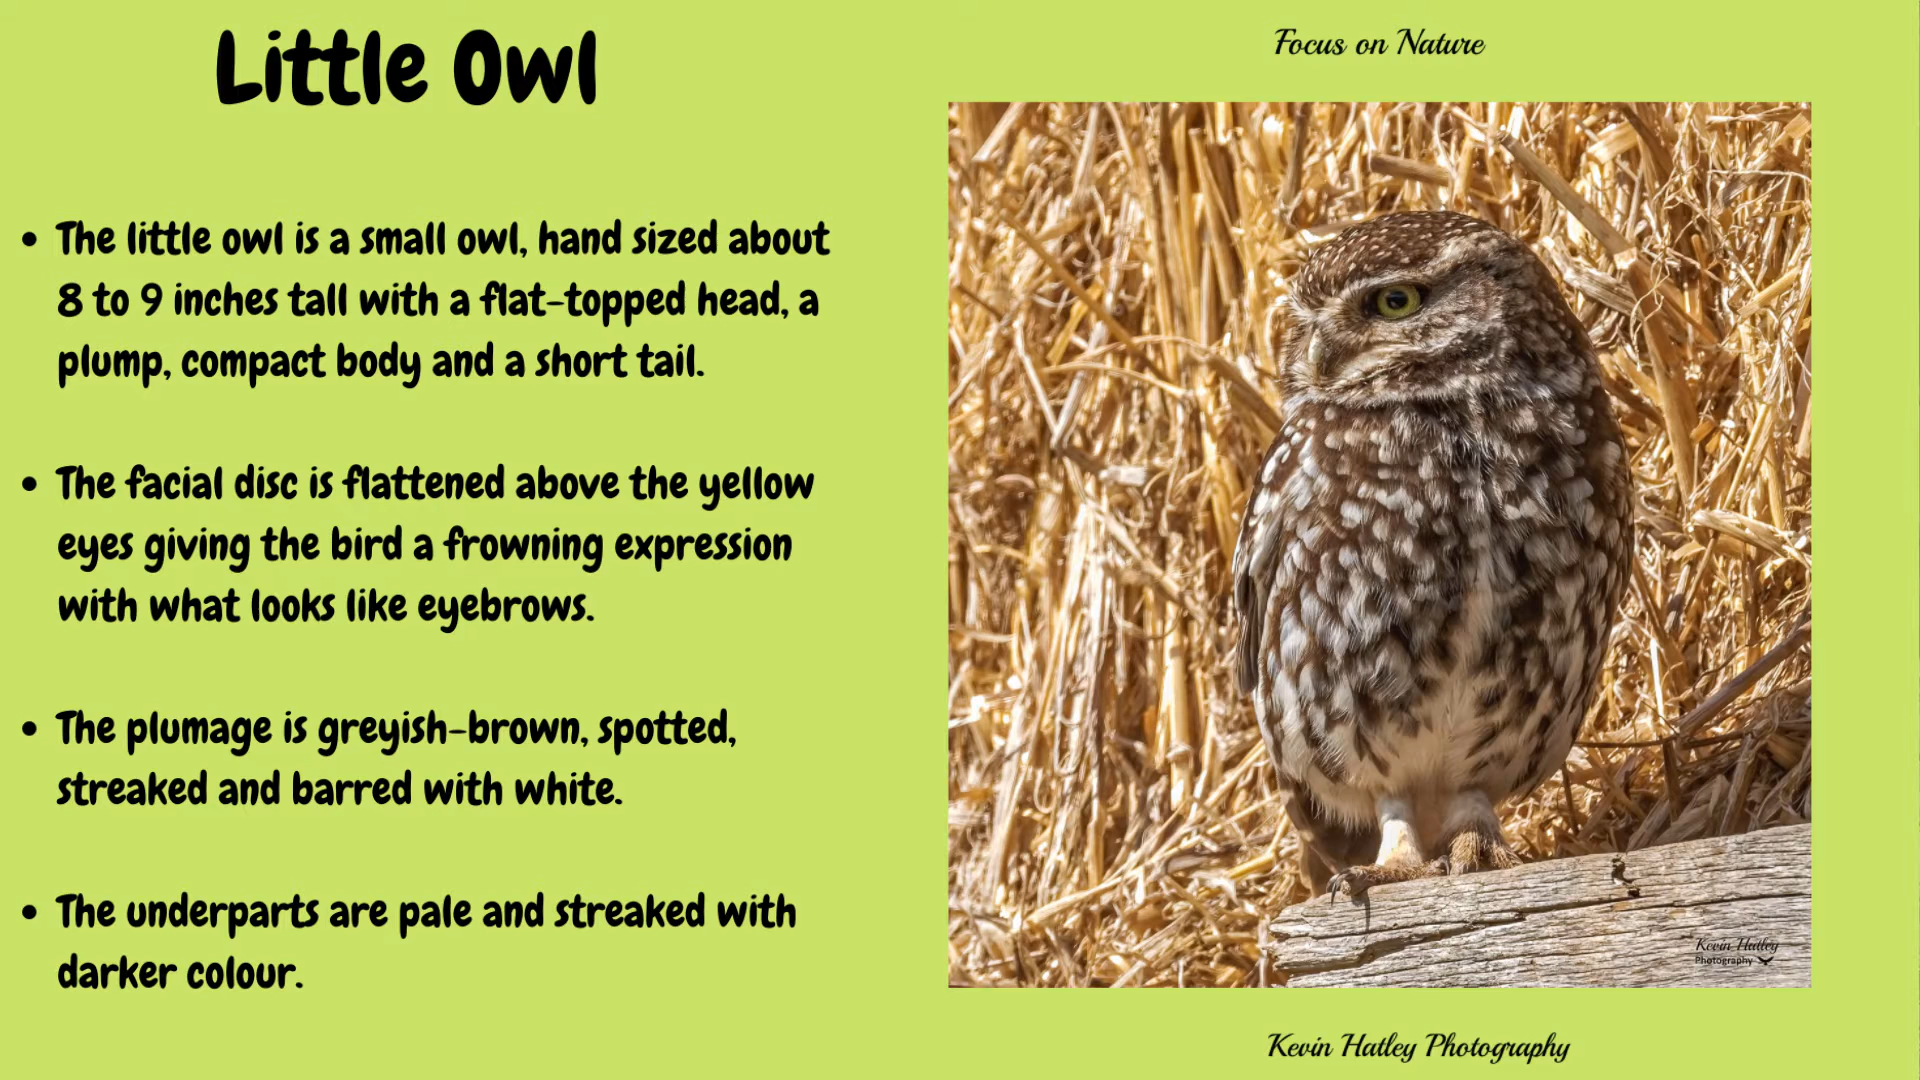 Little Owl
Focus on Nature
• The little owl is a small owl, hand sized about
8 to 9 inches tall with a flat-topped head, a
plump, compact body and a short tail.
• The facial disc is flattened above the yellow
eyes giving the bird a frowning expression
with what looks like eyebrows.
• The plumage is greyish-brown, spotted,
streaked and barred with white.
• The underparts are pale and streaked with
darker colour.
Kevin Hatley
Photography
Kevin Hatley Photography